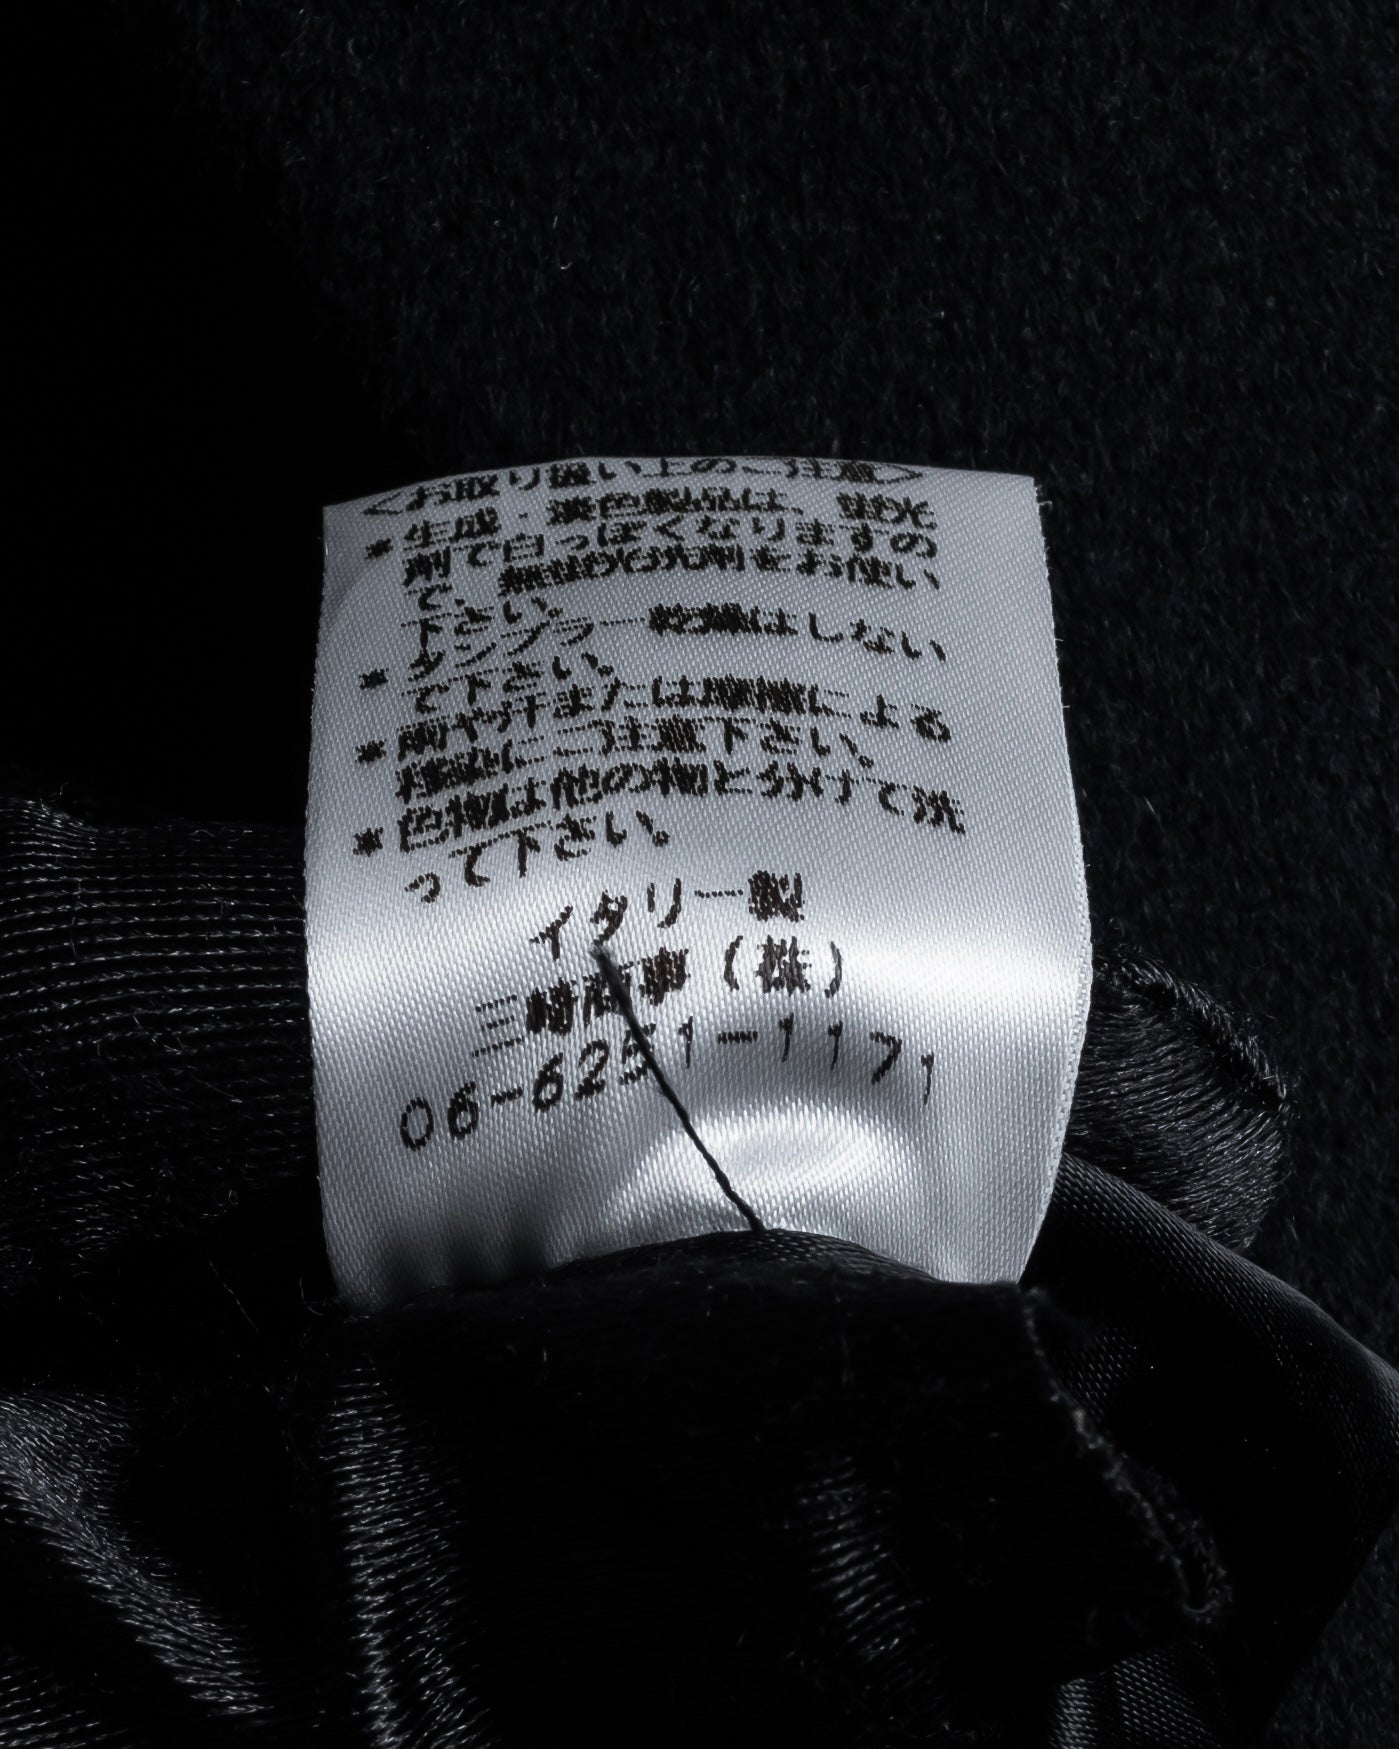 <お取り扱い上のご注意>
* 生成・淡色製品は、蛍光
剤で白っぽくなりますの
で、無蛍光洗剤をお使い
下さい。
* タンブラー乾燥はしない
で下さい。
* 雨や汗または摩擦による
移染にご注意下さい。
* 色物は他の物と分けて洗
って下さい。
イタリー製
三崎商事(株)
06-6251-1171